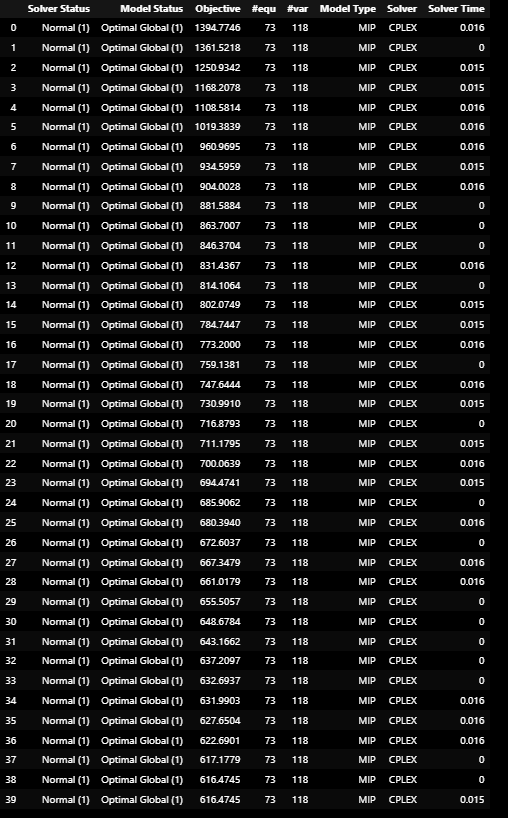 Solver Status Model Status Objective #equ #var Model Type Solver Solver Time
0 Normal (1) Optimal Global (1) 1394.7746 73 118 MIP CPLEX 0.016
1 Normal (1) Optimal Global (1) 1361.5218 73 118 MIP CPLEX 0
2 Normal (1) Optimal Global (1) 1250.9342 73 118 MIP CPLEX 0.015
3 Normal (1) Optimal Global (1) 1168.2078 73 118 MIP CPLEX 0.015
4 Normal (1) Optimal Global (1) 1108.5814 73 118 MIP CPLEX 0.016
5 Normal (1) Optimal Global (1) 1019.3839 73 118 MIP CPLEX 0.016
6 Normal (1) Optimal Global (1) 960.9695 73 118 MIP CPLEX 0.016
7 Normal (1) Optimal Global (1) 934.5959 73 118 MIP CPLEX 0.015
8 Normal (1) Optimal Global (1) 904.0028 73 118 MIP CPLEX 0.016
9 Normal (1) Optimal Global (1) 881.5884 73 118 MIP CPLEX 0
10 Normal (1) Optimal Global (1) 863.7007 73 118 MIP CPLEX 0
11 Normal (1) Optimal Global (1) 846.3704 73 118 MIP CPLEX 0
12 Normal (1) Optimal Global (1) 831.4367 73 118 MIP CPLEX 0.016
13 Normal (1) Optimal Global (1) 814.1064 73 118 MIP CPLEX 0
14 Normal (1) Optimal Global (1) 802.0749 73 118 MIP CPLEX 0.015
15 Normal (1) Optimal Global (1) 784.7447 73 118 MIP CPLEX 0.015
16 Normal (1) Optimal Global (1) 773.2000 73 118 MIP CPLEX 0.016
17 Normal (1) Optimal Global (1) 759.1381 73 118 MIP CPLEX 0
18 Normal (1) Optimal Global (1) 747.6444 73 118 MIP CPLEX 0.016
19 Normal (1) Optimal Global (1) 730.9910 73 118 MIP CPLEX 0.015
20 Normal (1) Optimal Global (1) 716.8793 73 118 MIP CPLEX 0
21 Normal (1) Optimal Global (1) 711.1795 73 118 MIP CPLEX 0.015
22 Normal (1) Optimal Global (1) 700.0639 73 118 MIP CPLEX 0.016
23 Normal (1) Optimal Global (1) 694.4741 73 118 MIP CPLEX 0.015
24 Normal (1) Optimal Global (1) 685.9062 73 118 MIP CPLEX 0
25 Normal (1) Optimal Global (1) 680.3940 73 118 MIP CPLEX 0.016
26 Normal (1) Optimal Global (1) 672.6037 73 118 MIP CPLEX 0
27 Normal (1) Optimal Global (1) 667.3479 73 118 MIP CPLEX 0.016
28 Normal (1) Optimal Global (1) 661.0179 73 118 MIP CPLEX 0.016
29 Normal (1) Optimal Global (1) 655.5057 73 118 MIP CPLEX 0
30 Normal (1) Optimal Global (1) 648.6784 73 118 MIP CPLEX 0
31 Normal (1) Optimal Global (1) 643.1662 73 118 MIP CPLEX 0
32 Normal (1) Optimal Global (1) 637.2097 73 118 MIP CPLEX 0
33 Normal (1) Optimal Global (1) 632.6937 73 118 MIP CPLEX 0
34 Normal (1) Optimal Global (1) 631.9903 73 118 MIP CPLEX 0.016
35 Normal (1) Optimal Global (1) 627.6504 73 118 MIP CPLEX 0.016
36 Normal (1) Optimal Global (1) 622.6901 73 118 MIP CPLEX 0.016
37 Normal (1) Optimal Global (1) 617.1779 73 118 MIP CPLEX 0
38 Normal (1) Optimal Global (1) 616.4745 73 118 MIP CPLEX 0
39 Normal (1) Optimal Global (1) 616.4745 73 118 MIP CPLEX 0.015